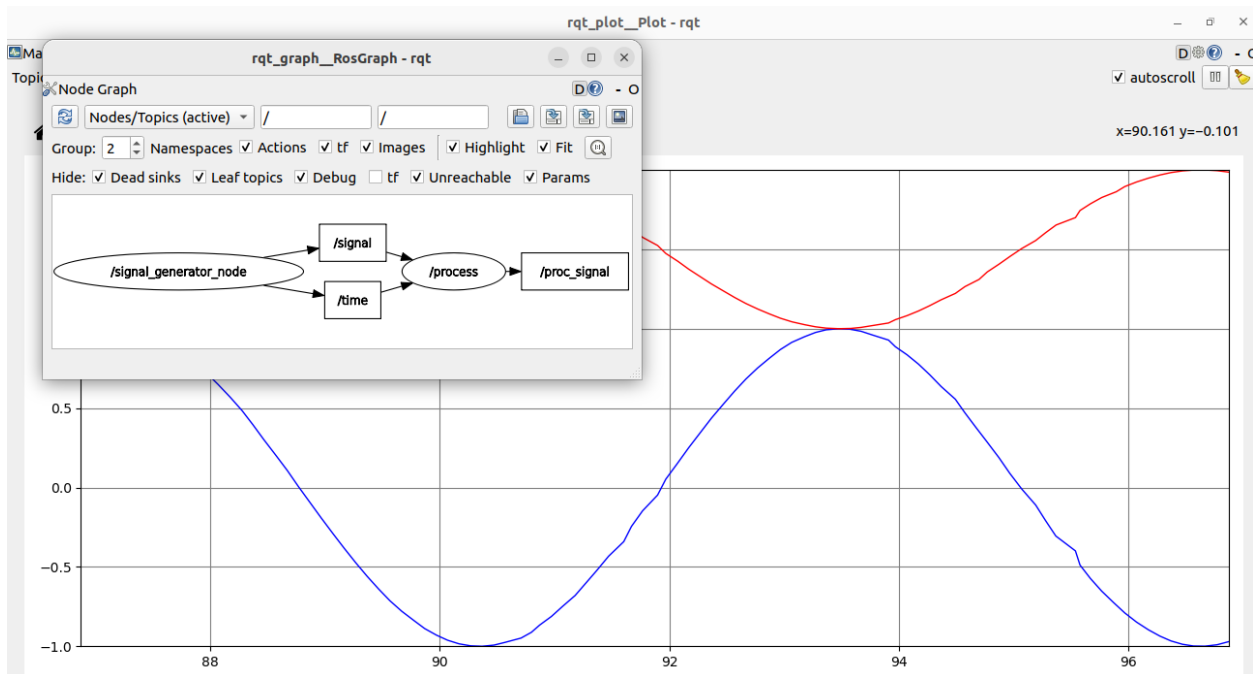 rqt_plot__Plot - rqt
Ma
D - O
Topi
autoscroll
x=90.161 y=−0.101
rqt_graph__RosGraph - rqt
Node Graph
D - O
Nodes/Topics (active) / /
Group: 2 Namespaces Actions tf Images Highlight Fit
Hide: Dead sinks Leaf topics Debug tf Unreachable Params
/signal_generator_node
/signal
/time
/process
/proc_signal
0.5
0.0
−0.5
−1.0
88 90 92 94 96